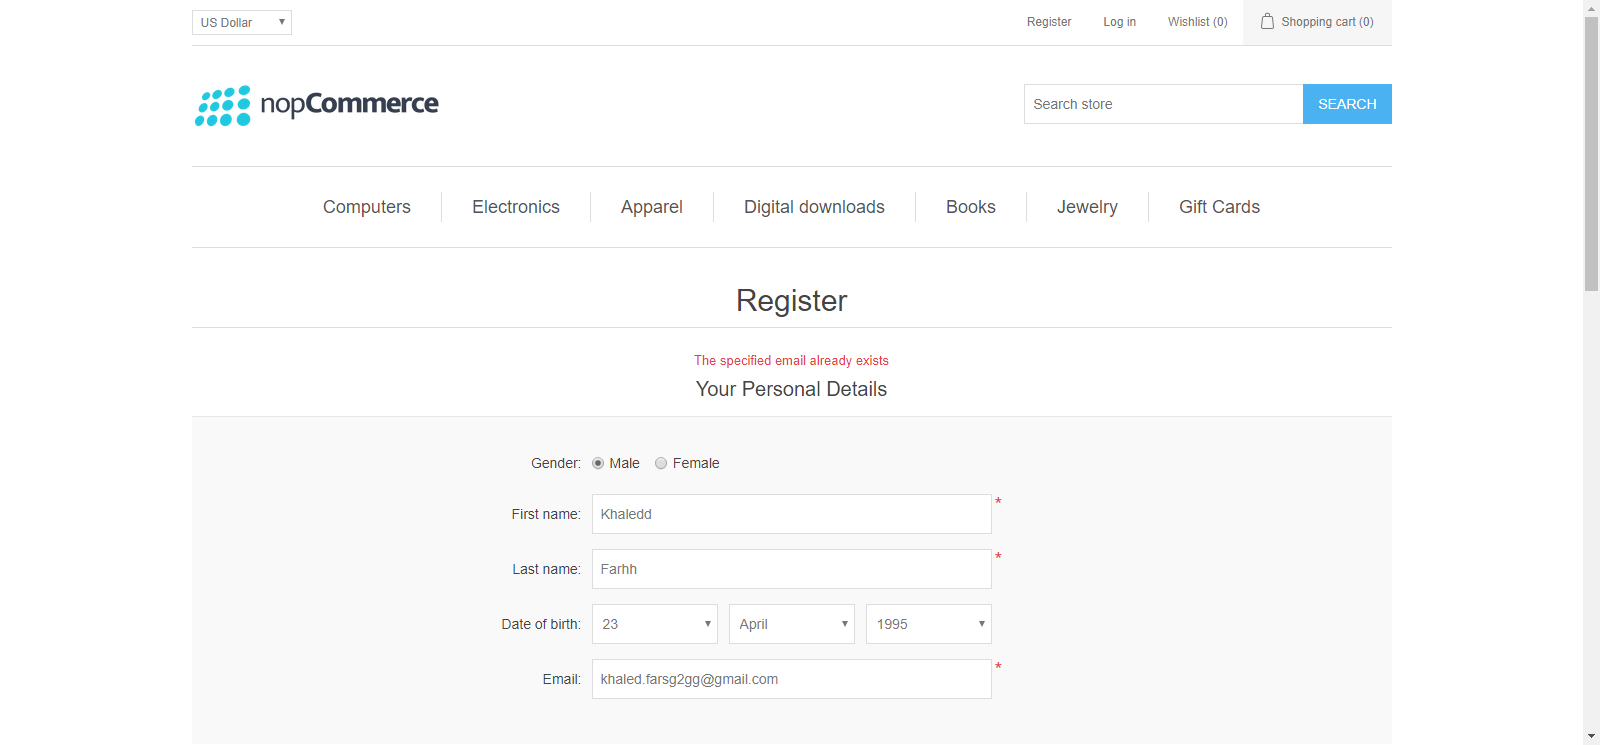 US Dollar Register Log in Wishlist (0) Shopping cart (0)
nopCommerce
Search store SEARCH
Computers Electronics Apparel Digital downloads Books Jewelry Gift Cards
Register
The specified email already exists
Your Personal Details
Gender: Male Female
First name: Khaledd *
Last name: Farhh *
Date of birth: 23 April 1995
Email: khaled.farsg2gg@gmail.com *